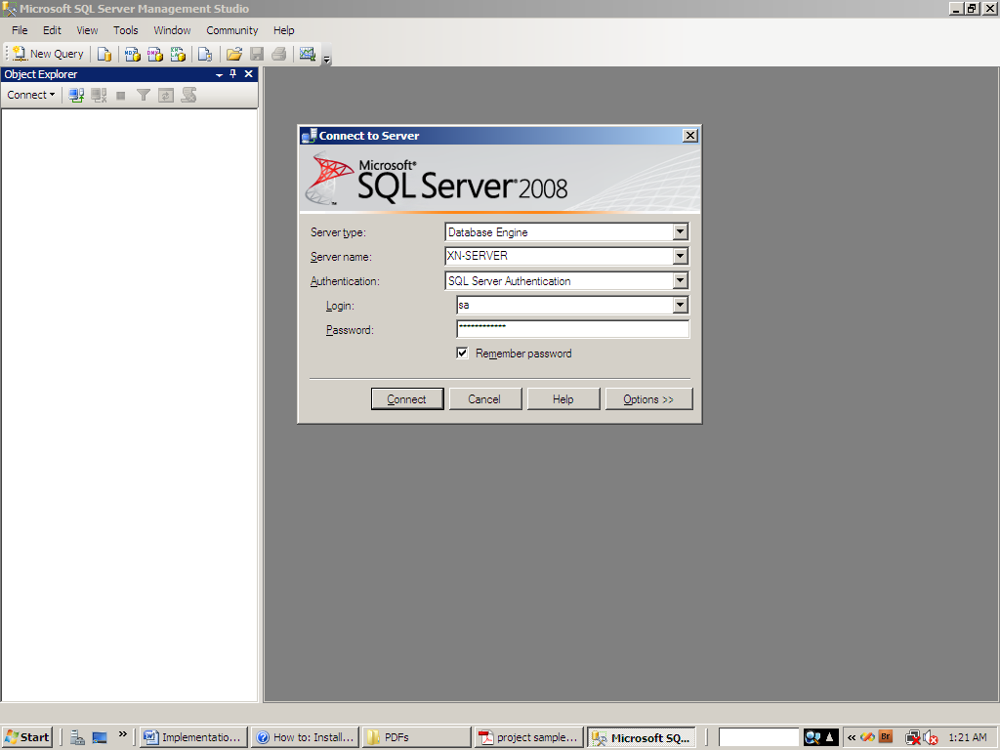 Microsoft SQL Server Management Studio
File Edit View Tools Window Community Help
New Query
Object Explorer
Connect
Connect to Server
Microsoft®
SQL Server® 2008
™
Server type: Database Engine
Server name: XN-SERVER
Authentication: SQL Server Authentication
Login: sa
Password: ************
Remember password
Connect Cancel Help Options >>
Start » Implementatio... How to: Install... PDFs project sample... Microsoft SQ... « Br 1:21 AM